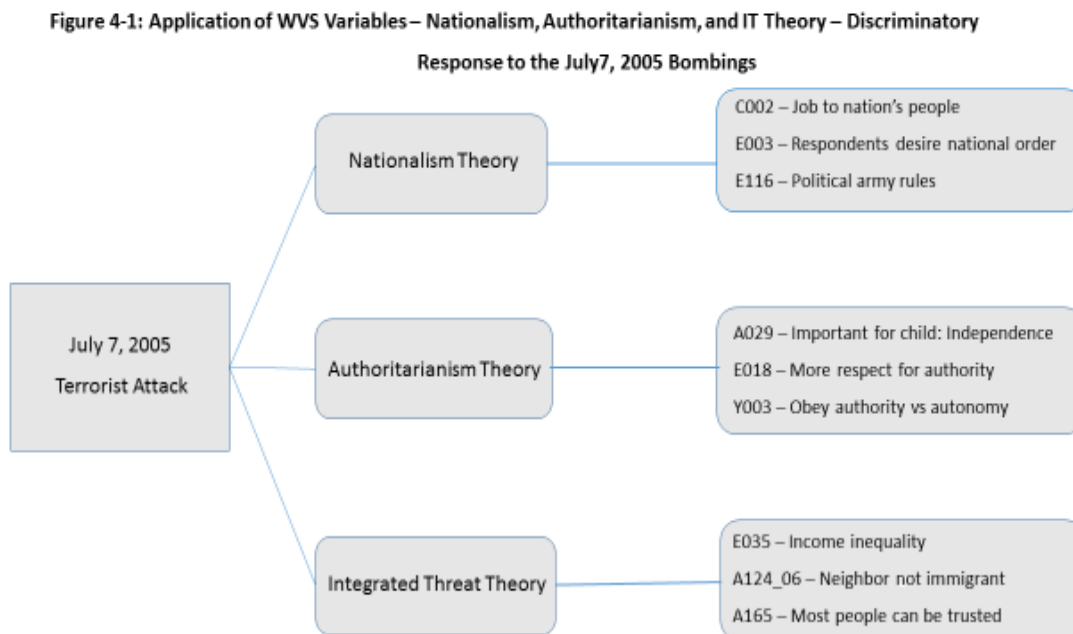 Figure 4-1: Application of WVS Variables – Nationalism, Authoritarianism, and IT Theory – Discriminatory
Response to the July7, 2005 Bombings
July 7, 2005
Terrorist Attack
Nationalism Theory
C002 – Job to nation's people
E003 – Respondents desire national order
E116 – Political army rules
Authoritarianism Theory
A029 – Important for child: Independence
E018 – More respect for authority
Y003 – Obey authority vs autonomy
Integrated Threat Theory
E035 – Income inequality
A124_06 – Neighbor not immigrant
A165 – Most people can be trusted